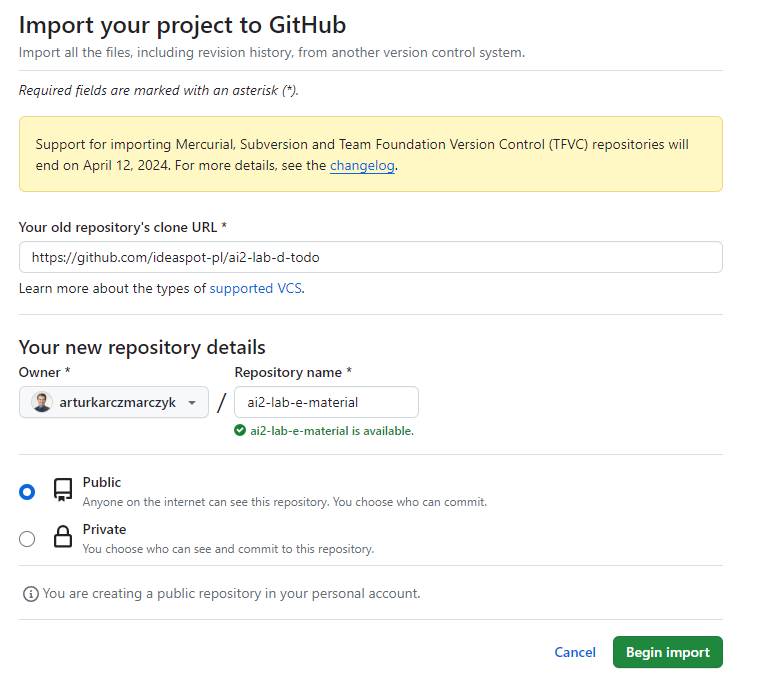 Import your project to GitHub
Import all the files, including revision history, from another version control system.
Required fields are marked with an asterisk (*).
Support for importing Mercurial, Subversion and Team Foundation Version Control (TFVC) repositories will
end on April 12, 2024. For more details, see the changelog.
Your old repository's clone URL *
https://github.com/ideaspot-pl/ai2-lab-d-todo
Learn more about the types of supported VCS.
Your new repository details
Owner * Repository name *
arturkarczmarczyk / ai2-lab-e-material
ai2-lab-e-material is available.
Public
Anyone on the internet can see this repository. You choose who can commit.
Private
You choose who can see and commit to this repository.
You are creating a public repository in your personal account.
Cancel Begin import